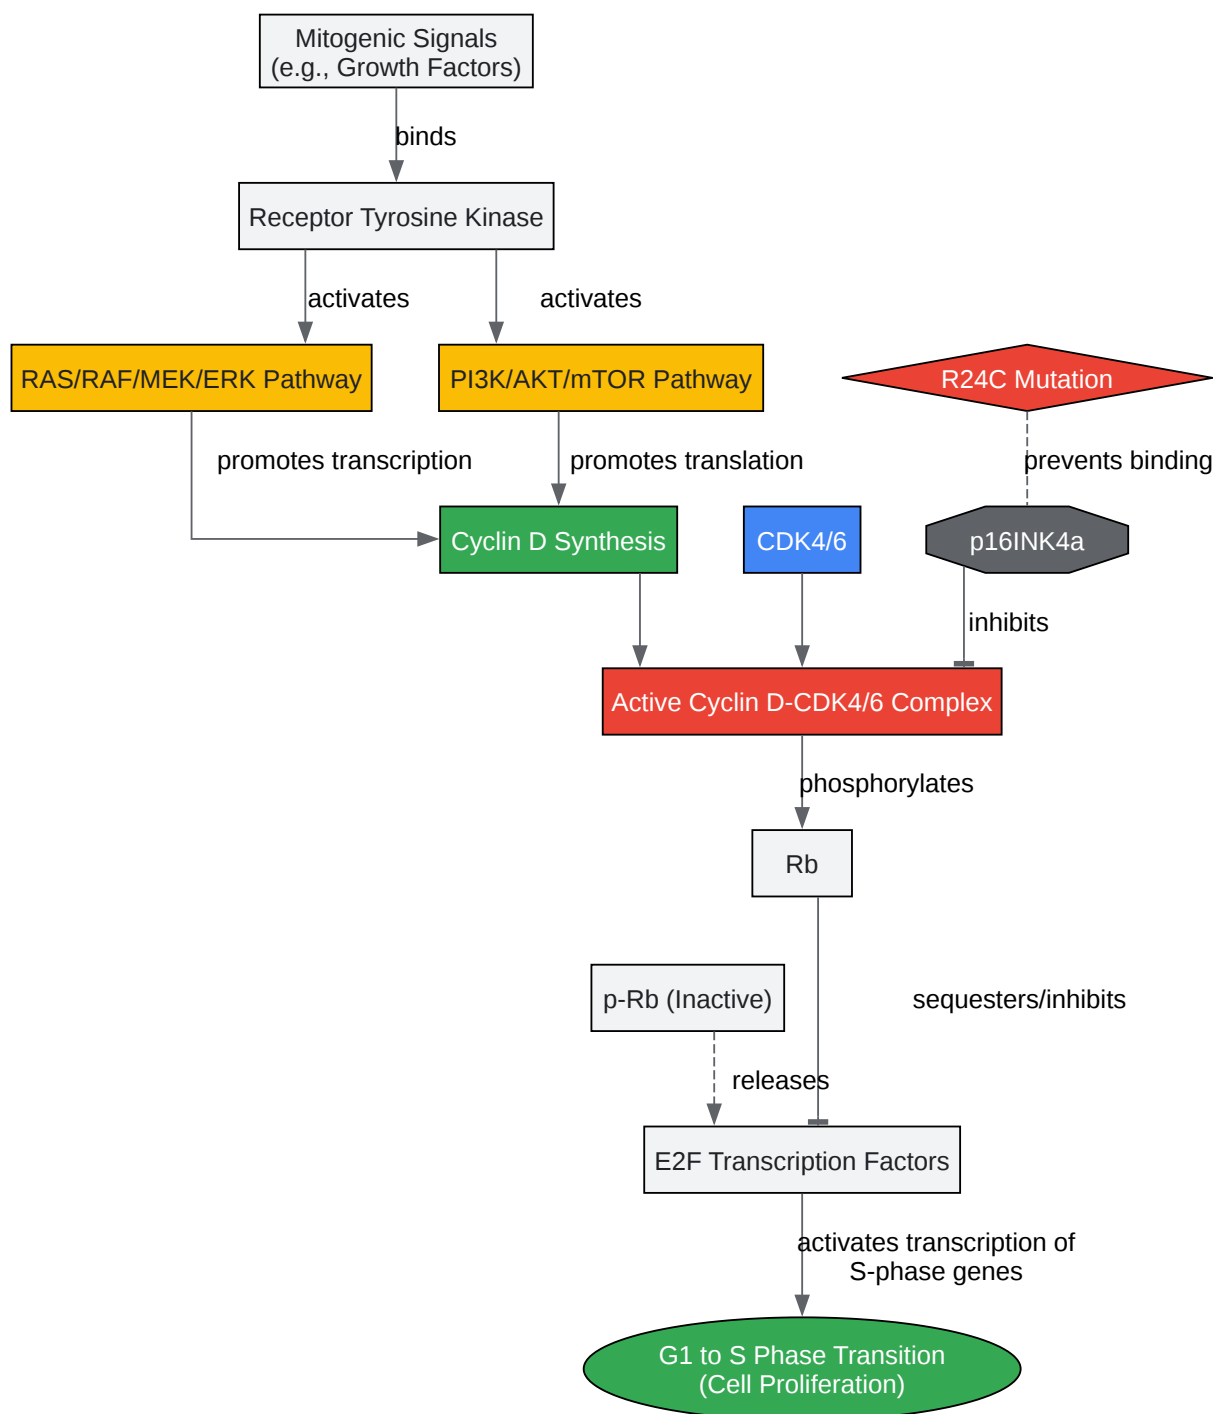 Mitogenic Signals
(e.g., Growth Factors)
binds
Receptor Tyrosine Kinase
activates
activates
RAS/RAF/MEK/ERK Pathway
PI3K/AKT/mTOR Pathway
R24C Mutation
promotes transcription
promotes translation
prevents binding
Cyclin D Synthesis
CDK4/6
p16INK4a
inhibits
Active Cyclin D-CDK4/6 Complex
phosphorylates
Rb
p-Rb (Inactive)
sequesters/inhibits
releases
E2F Transcription Factors
activates transcription of
S-phase genes
G1 to S Phase Transition
(Cell Proliferation)